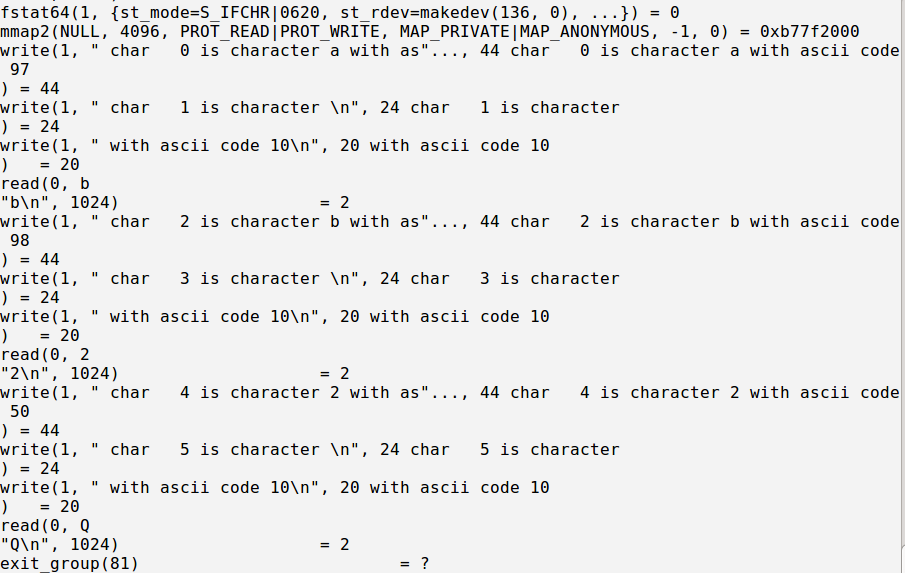 fstat64(1, {st_mode=S_IFCHR|0620, st_rdev=makedev(136, 0), ...}) = 0
mmap2(NULL, 4096, PROT_READ|PROT_WRITE, MAP_PRIVATE|MAP_ANONYMOUS, -1, 0) = 0xb77f2000
write(1, " char   0 is character a with as"..., 44 char   0 is character a with ascii code
 97
) = 44
write(1, " char   1 is character \n", 24 char   1 is character
) = 24
write(1, " with ascii code 10\n", 20 with ascii code 10
)   = 20
read(0, b
"b\n", 1024)                    = 2
write(1, " char   2 is character b with as"..., 44 char   2 is character b with ascii code
 98
) = 44
write(1, " char   3 is character \n", 24 char   3 is character
) = 24
write(1, " with ascii code 10\n", 20 with ascii code 10
)   = 20
read(0, 2
"2\n", 1024)                    = 2
write(1, " char   4 is character 2 with as"..., 44 char   4 is character 2 with ascii code
 50
) = 44
write(1, " char   5 is character \n", 24 char   5 is character
) = 24
write(1, " with ascii code 10\n", 20 with ascii code 10
)   = 20
read(0, Q
"Q\n", 1024)                    = 2
exit_group(81)                          = ?